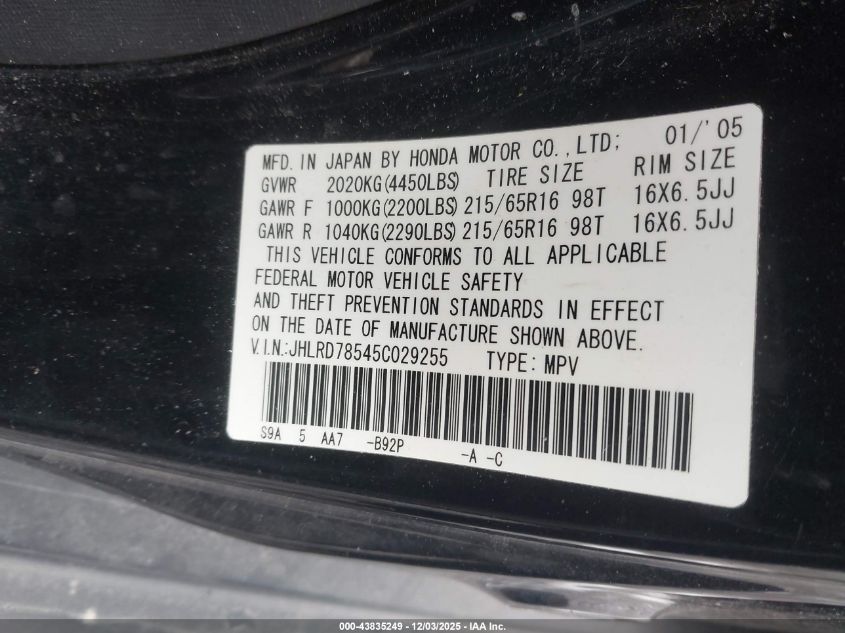 MFD. IN JAPAN BY HONDA MOTOR CO., LTD; 01/'05
GVWR 2020KG(4450LBS) TIRE SIZE RIM SIZE
GAWR F 1000KG(2200LBS) 215/65R16 98T 16X6.5JJ
GAWR R 1040KG(2290LBS) 215/65R16 98T 16X6.5JJ
THIS VEHICLE CONFORMS TO ALL APPLICABLE
FEDERAL MOTOR VEHICLE SAFETY
AND THEFT PREVENTION STANDARDS IN EFFECT
ON THE DATE OF MANUFACTURE SHOWN ABOVE.
V.I.N.:JHLRD78545C029255 TYPE: MPV
S9A 5 AA7 -B92P -A -C
000-43835249 - 12/03/2025 - IAA Inc.